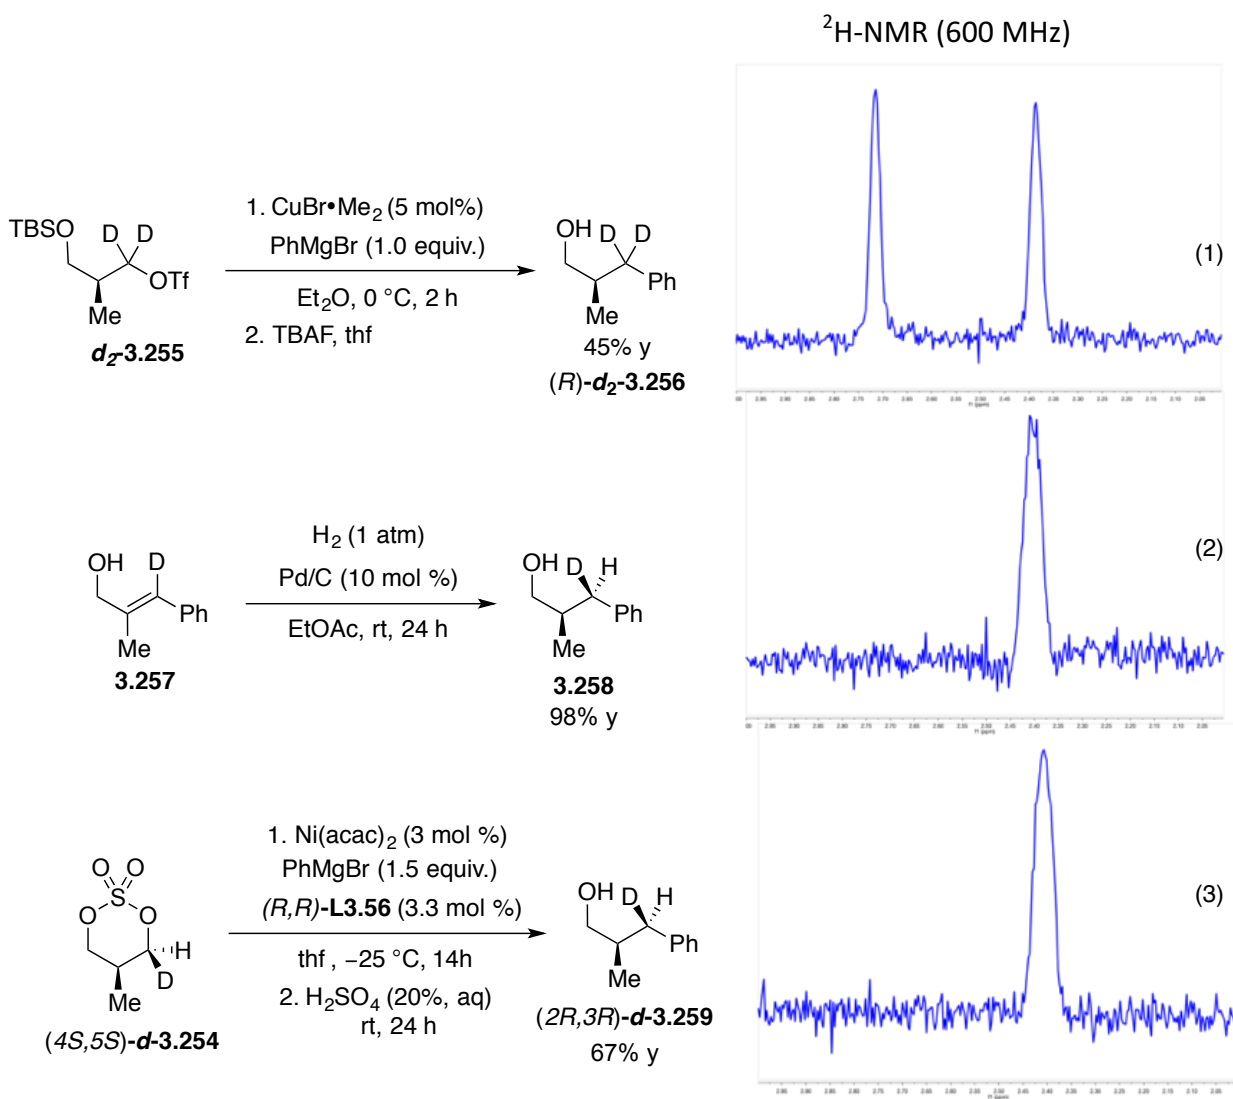 ²H-NMR (600 MHz)
TBSO D D
OTf
Me
d₂-3.255
1. CuBr•Me₂ (5 mol%)
PhMgBr (1.0 equiv.)
Et₂O, 0 °C, 2 h
2. TBAF, thf
OH D D
Ph
Me
45% y
(R)-d₂-3.256
(1)
OH D
Ph
Me
3.257
H₂ (1 atm)
Pd/C (10 mol %)
EtOAc, rt, 24 h
OH D H
Ph
Me
3.258
98% y
(2)
O O
S
O O
H
D
Me
(4S,5S)-d-3.254
1. Ni(acac)₂ (3 mol %)
PhMgBr (1.5 equiv.)
(R,R)-L3.56 (3.3 mol %)
thf , −25 °C, 14h
2. H₂SO₄ (20%, aq)
rt, 24 h
OH D H
Ph
Me
(2R,3R)-d-3.259
67% y
(3)